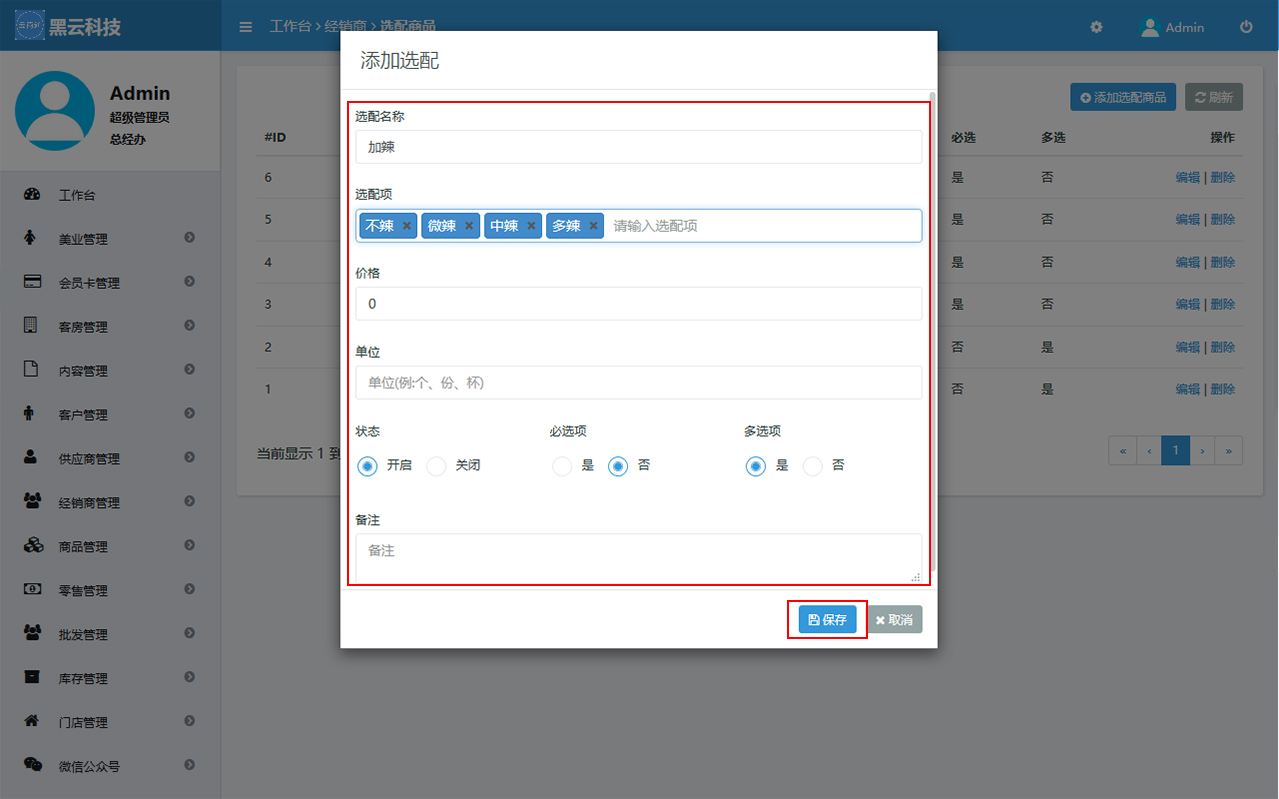 黑云科技
工作台 > 经销商 > 选配商品
Admin
Admin
超级管理员
总经办
工作台
美业管理
会员卡管理
客房管理
内容管理
客户管理
供应商管理
经销商管理
商品管理
零售管理
批发管理
库存管理
门店管理
微信公众号
添加选配商品
刷新
#ID 必选 多选 操作
6 是 否 编辑 | 删除
5 是 否 编辑 | 删除
4 是 否 编辑 | 删除
3 是 否 编辑 | 删除
2 否 是 编辑 | 删除
1 否 是 编辑 | 删除
当前显示 1 到
« ‹ 1 › »
添加选配
选配名称
加辣
选配项
不辣 × 微辣 × 中辣 × 多辣 × 请输入选配项
价格
0
单位
单位(例:个、份、杯)
状态 必选项 多选项
开启 关闭 是 否 是 否
备注
备注
保存 取消